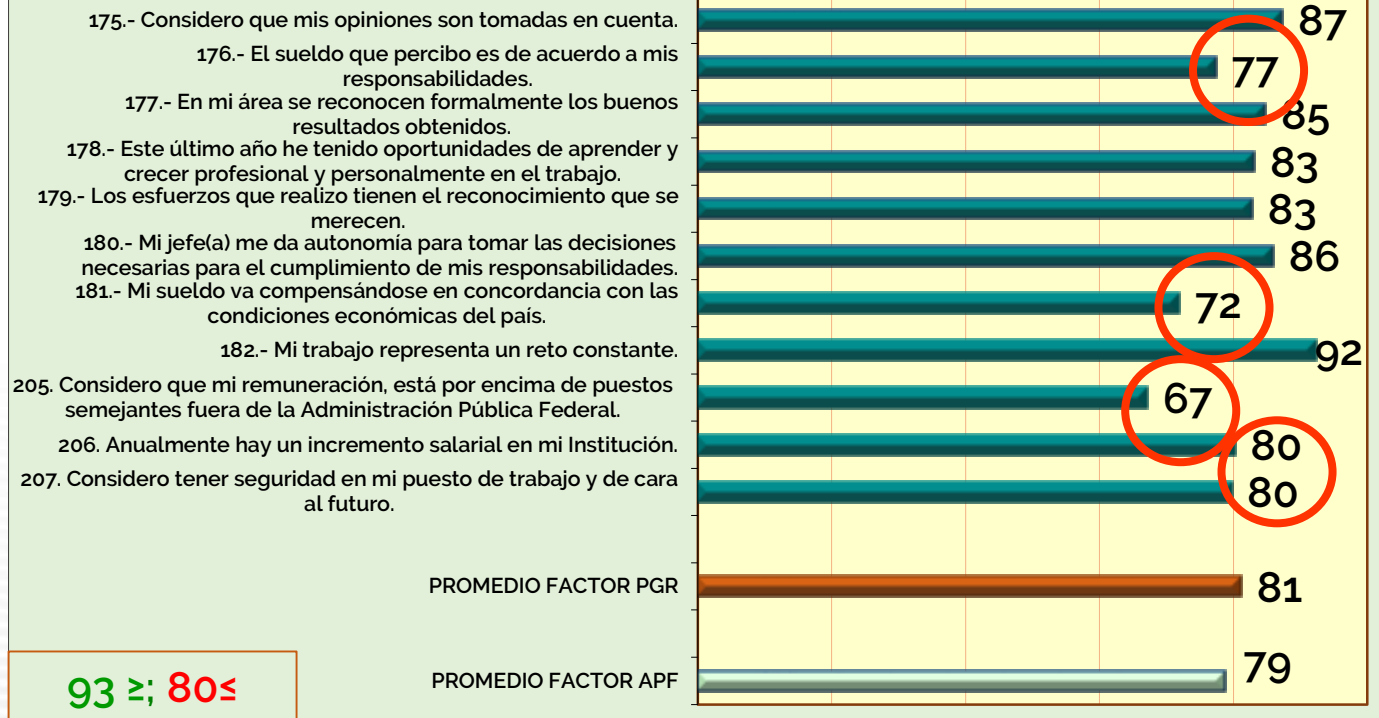 175.- Considero que mis opiniones son tomadas en cuenta.
87
176.- El sueldo que percibo es de acuerdo a mis
responsabilidades.
77
177.- En mi área se reconocen formalmente los buenos
resultados obtenidos.
85
178.- Este último año he tenido oportunidades de aprender y
crecer profesional y personalmente en el trabajo.
83
179.- Los esfuerzos que realizo tienen el reconocimiento que se
merecen.
83
180.- Mi jefe(a) me da autonomía para tomar las decisiones
necesarias para el cumplimiento de mis responsabilidades.
86
181.- Mi sueldo va compensándose en concordancia con las
condiciones económicas del país.
72
182.- Mi trabajo representa un reto constante.
92
205. Considero que mi remuneración, está por encima de puestos
semejantes fuera de la Administración Pública Federal.
67
206. Anualmente hay un incremento salarial en mi Institución.
80
207. Considero tener seguridad en mi puesto de trabajo y de cara
al futuro.
80
PROMEDIO FACTOR PGR
81
PROMEDIO FACTOR APF
79
93 ≥; 80≤